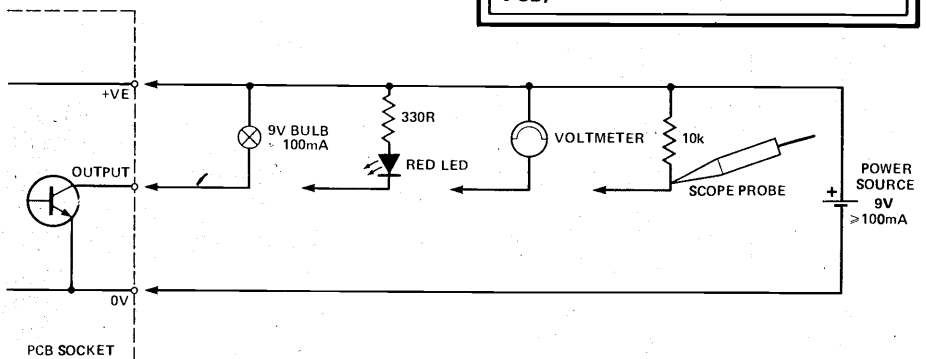 +VE
9V BULB
100mA
330R
RED LED
VOLTMETER
10k
SCOPE PROBE
POWER
SOURCE
+
9V
≥100mA
OUTPUT
0V
PCB SOCKET